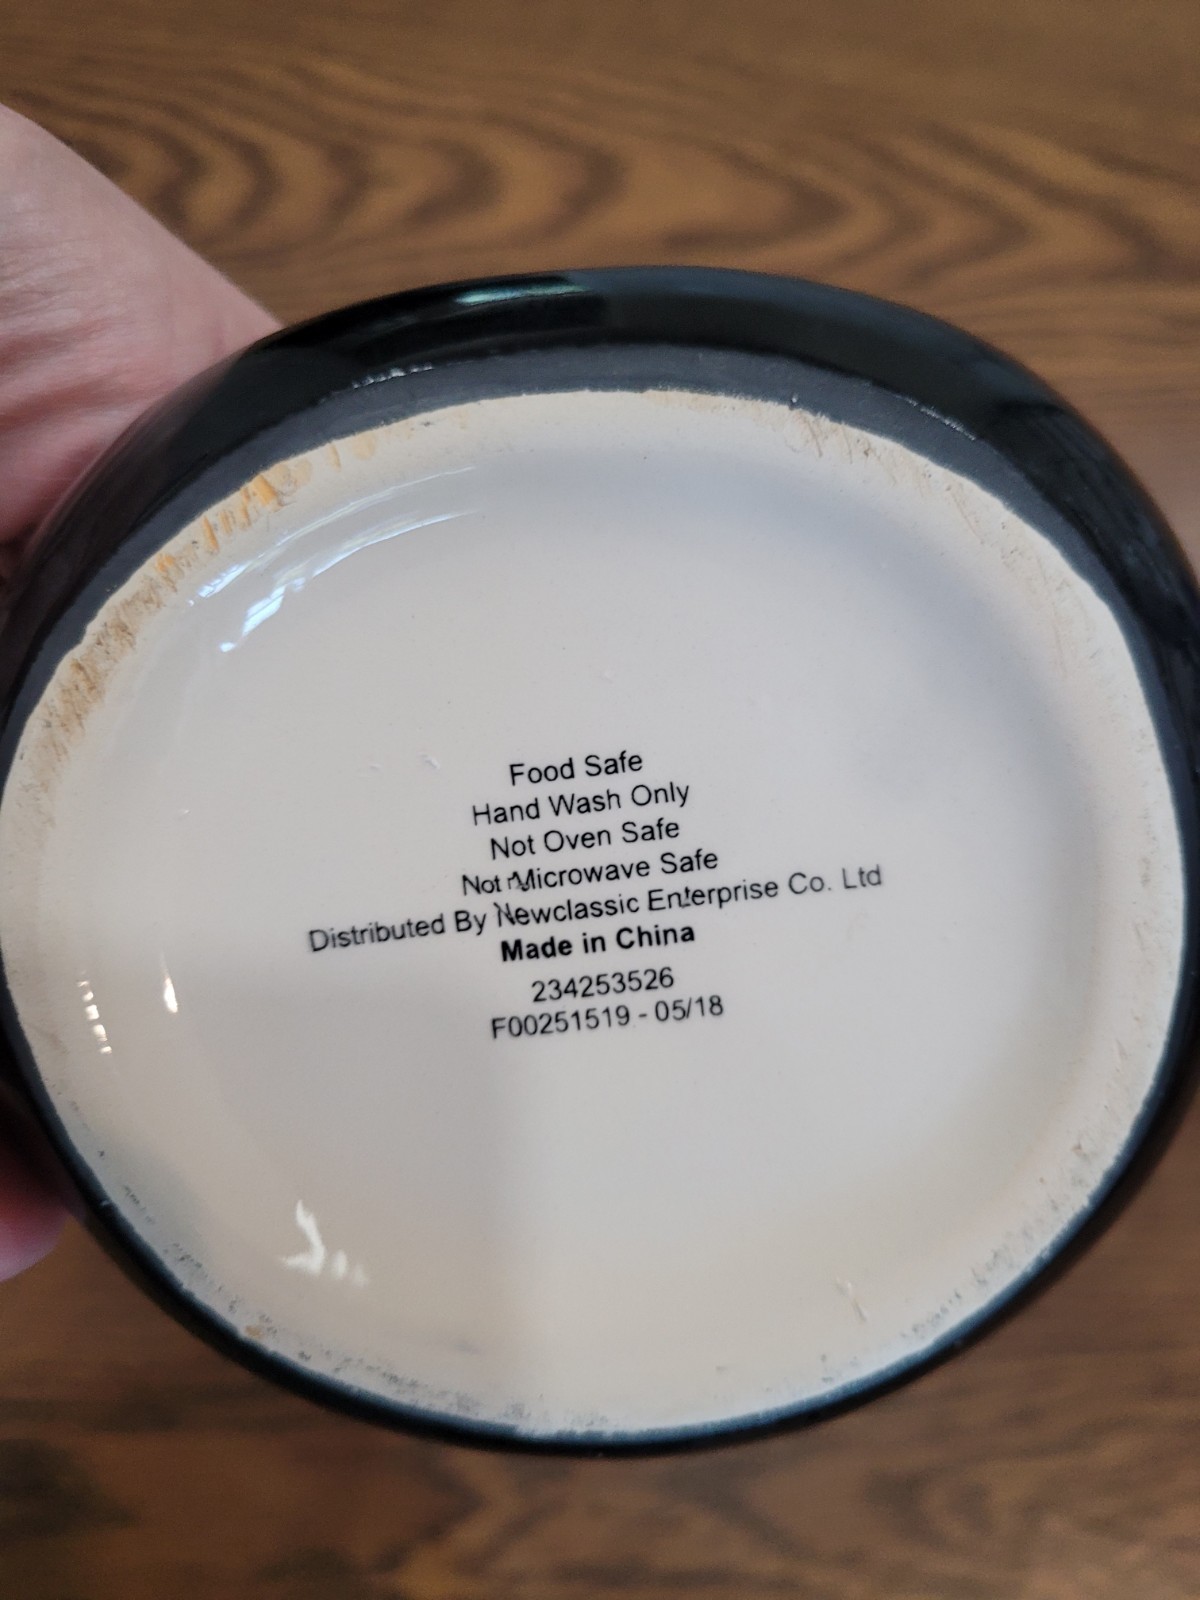 Food Safe
Hand Wash Only
Not Oven Safe
Not Microwave Safe
Distributed By Newclassic Enterprise Co. Ltd
Made in China
234253526
F00251519 - 05/18